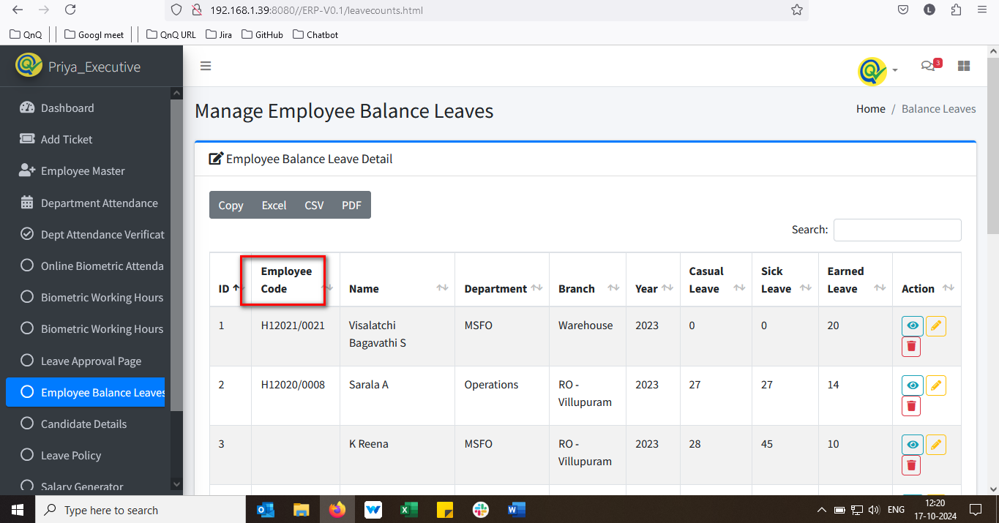 192.168.1.39:8080//ERP-V0.1/leavecounts.html
L
QnQ
Googl meet
QnQ URL
Jira
GitHub
Chatbot
Priya_Executive
3
Dashboard
Add Ticket
Employee Master
Department Attendance
Dept Attendance Verificat
Online Biometric Attenda
Biometric Working Hours
Biometric Working Hours
Leave Approval Page
Employee Balance Leaves
Candidate Details
Leave Policy
Salary Generator
Manage Employee Balance Leaves
Home / Balance Leaves
Employee Balance Leave Detail
Copy Excel CSV PDF
Search:
ID Employee Code Name Department Branch Year Casual Leave Sick Leave Earned Leave Action
1 H12021/0021 Visalatchi Bagavathi S MSFO Warehouse 2023 0 0 20
2 H12020/0008 Sarala A Operations RO - Villupuram 2023 27 27 14
3 K Reena MSFO RO - Villupuram 2023 28 45 10
Type here to search
ENG
12:20
17-10-2024